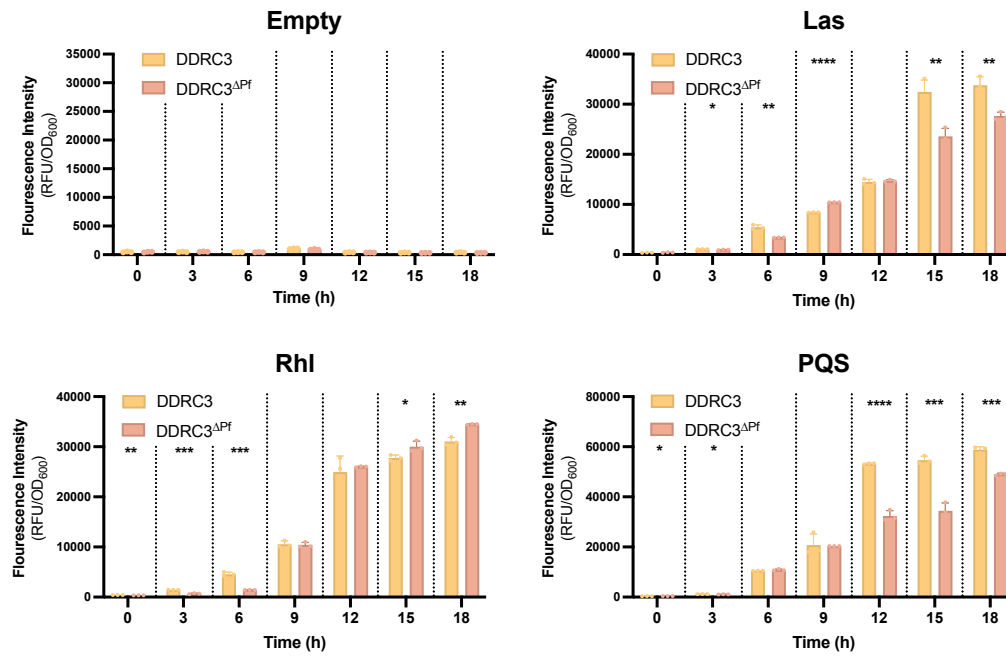 Empty
Flourescence Intensity
(RFU/OD600)
35000
30000
25000
20000
15000
10000
5000
0
DDRC3
DDRC3ΔPf
0 3 6 9 12 15 18
Time (h)
Las
Flourescence Intensity
(RFU/OD600)
40000
30000
20000
10000
0
DDRC3
DDRC3ΔPf
* ** **** ** **
0 3 6 9 12 15 18
Time (h)
Rhl
Flourescence Intensity
(RFU/OD600)
40000
30000
20000
10000
0
DDRC3
DDRC3ΔPf
** *** *** * **
0 3 6 9 12 15 18
Time (h)
PQS
Flourescence Intensity
(RFU/OD600)
80000
60000
40000
20000
0
DDRC3
DDRC3ΔPf
* * **** *** ***
0 3 6 9 12 15 18
Time (h)